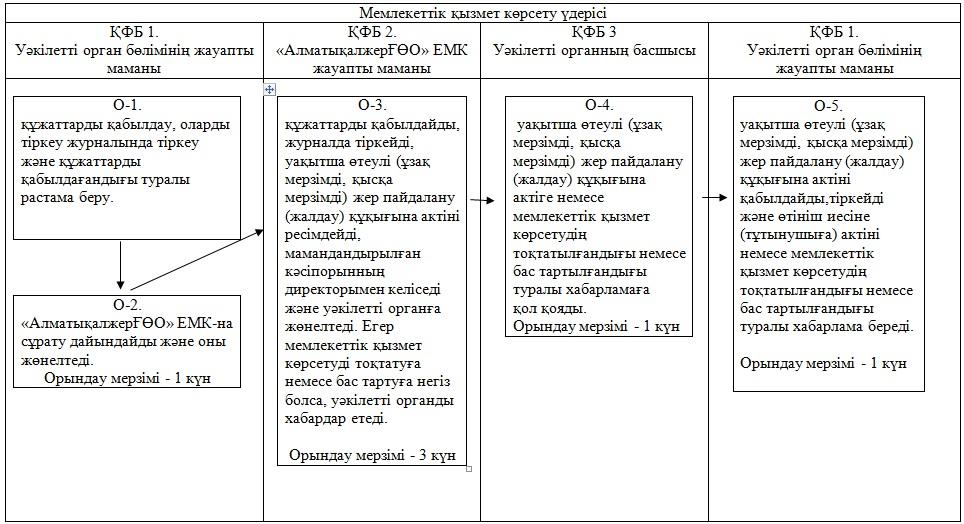 Мемлекеттік қызмет көрсету үдерісі
ҚФБ 1.
Уәкілетті орган бөлімінің жауапты
маманы
ҚФБ 2.
«АлматықалжерҒӨО» ЕМК
жауапты маманы
ҚФБ 3
Уәкілетті органның басшысы
ҚФБ 1.
Уәкілетті орган бөлімінің
жауапты маманы
О-1.
құжаттарды қабылдау, оларды
тіркеу журналында тіркеу
және құжаттарды
қабылдағандығы туралы
растама беру.
О-2.
«АлматықалжерҒӨО» ЕМК-на
сұрату дайындайды және оны
жөнелтеді.
Орындау мерзімі - 1 күн
О-3.
құжаттарды қабылдайды,
журналда тіркейді,
уақытша өтеулі (ұзақ
мерзімді, қысқа
мерзімді) жер пайдалану
(жалдау) құқығына актіні
ресімдейді,
мамандандырылған
кәсіпорынның
директорымен келіседі
және уәкілетті органға
жөнелтеді. Егер
мемлекеттік қызмет
көрсетуді тоқтатуға
немесе бас тартуға негіз
болса, уәкілетті органды
хабардар етеді.
Орындау мерзімі - 3 күн
О-4.
уақытша өтеулі (ұзақ
мерзімді, қысқа
мерзімді) жер пайдалану
(жалдау) құқығына
актіге немесе
мемлекеттік қызмет
көрсетудің
тоқтатылғандығы немесе
бас тартылғандығы
туралы хабарламаға
қол қояды.
Орындау мерзімі - 1 күн
О-5.
уақытша өтеулі (ұзақ
мерзімді, қысқа мерзімді)
жер пайдалану (жалдау)
құқығына актіні
қабылдайды,тіркейді
және өтініш иесіне
(тұтынушыға) актіні
немесе мемлекеттік
қызмет көрсетудің
тоқтатылғандығы немесе
бас тартылғандығы
туралы хабарлама береді.
Орындау мерзімі - 1 күн